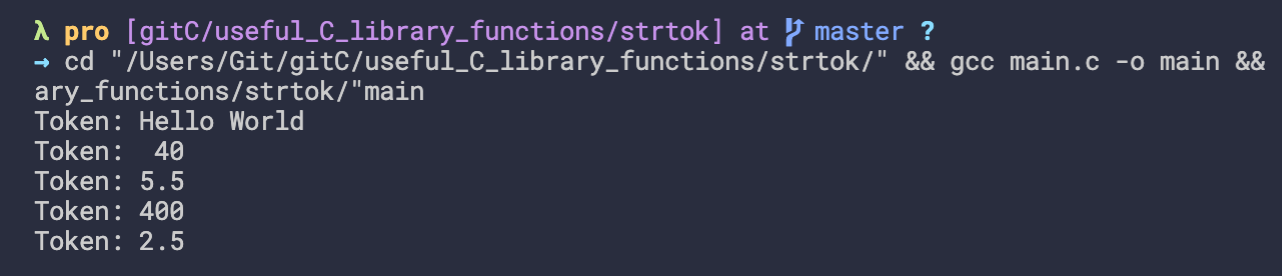 λ pro [gitC/useful_C_library_functions/strtok] at master ?
→ cd "/Users/Git/gitC/useful_C_library_functions/strtok/" && gcc main.c -o main &&
ary_functions/strtok/"main
Token: Hello World
Token:  40
Token: 5.5
Token: 400
Token: 2.5